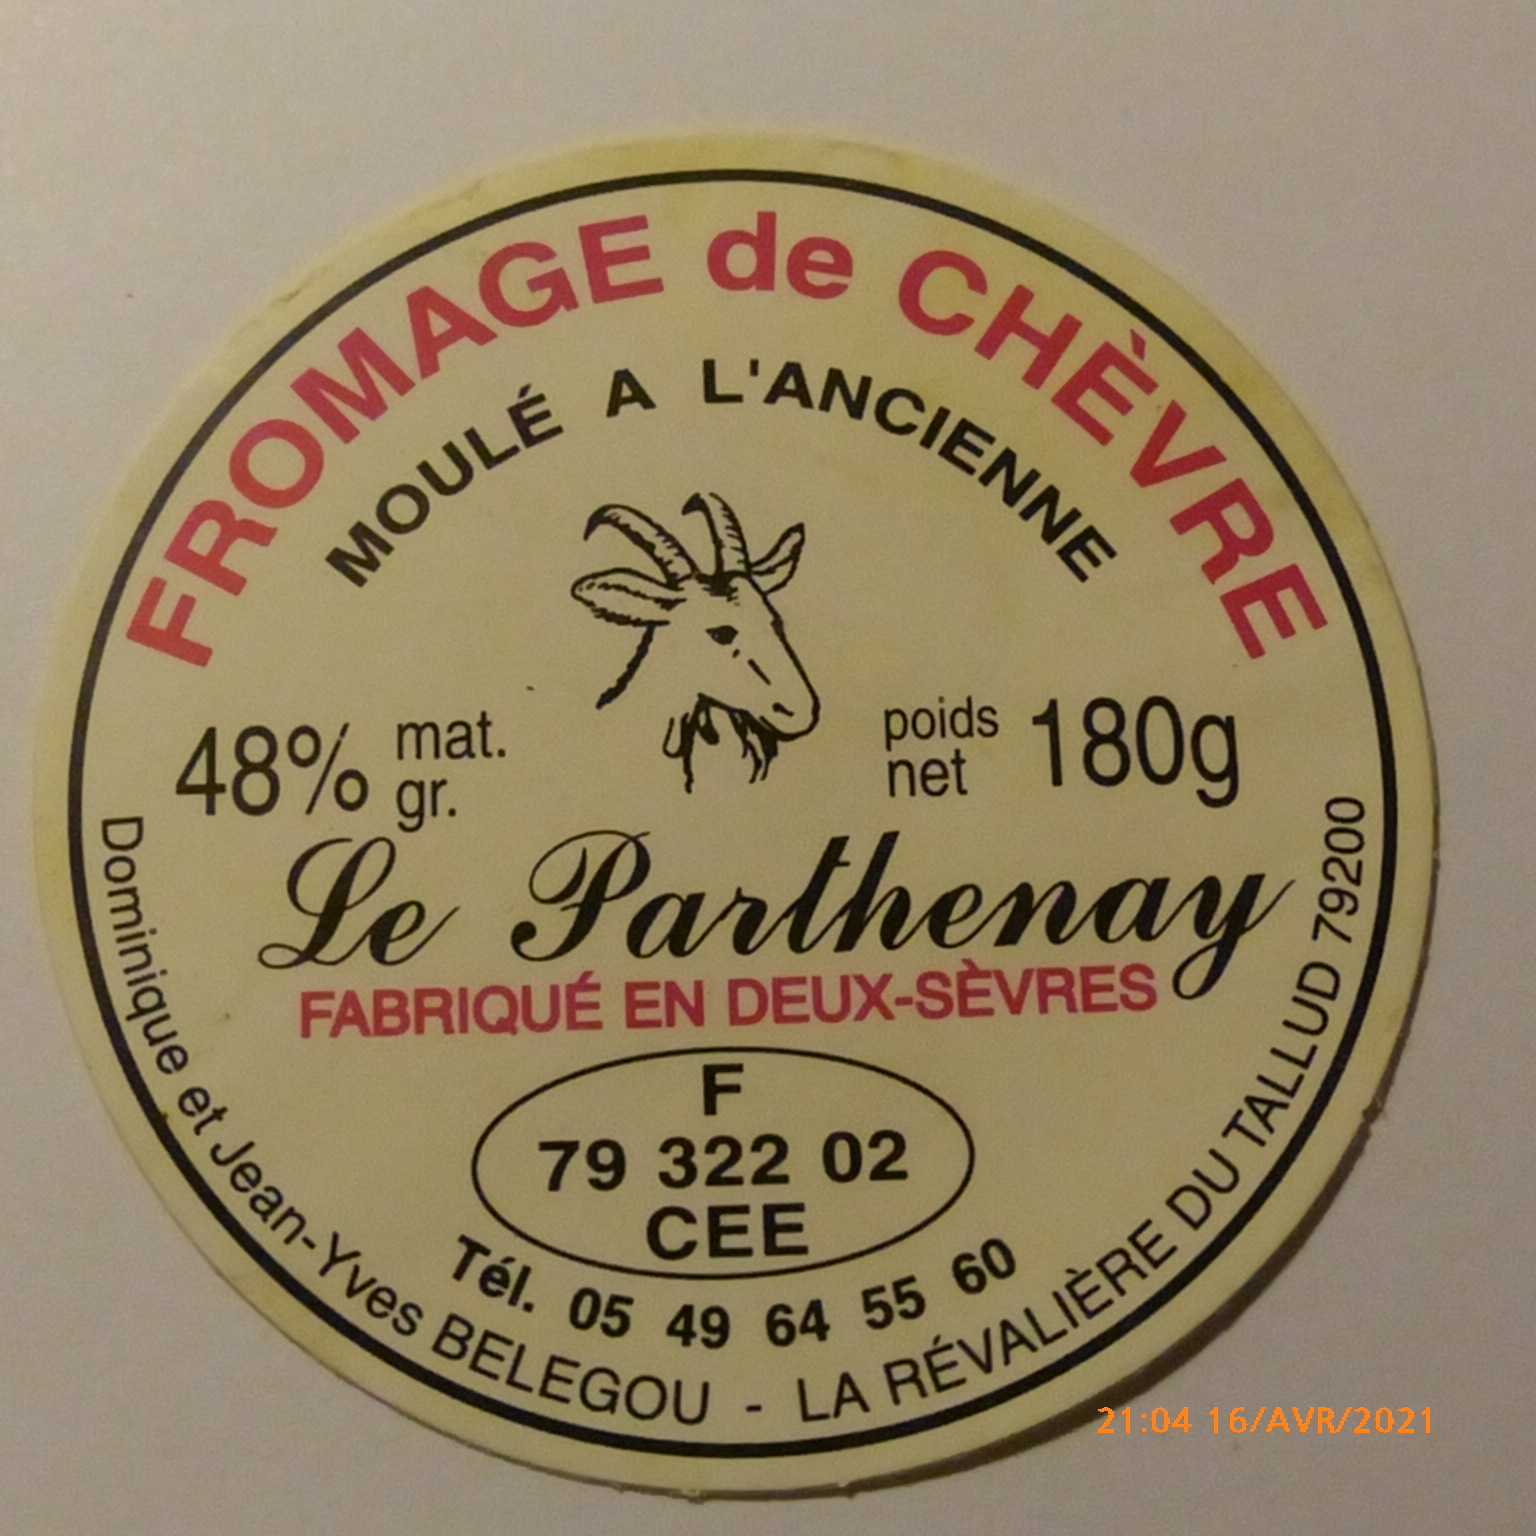 FROMAGE de CHÈVRE
MOULÉ A L'ANCIENNE
48% mat. gr.
poids net 180g
Le Parthenay
FABRIQUÉ EN DEUX-SÈVRES
F
79 322 02
CEE
Tél. 05 49 64 55 60
Dominique et Jean-Yves BELEGOU - LA RÉVALIÈRE DU TALLUD 79200
21:04 16/AVR/2021